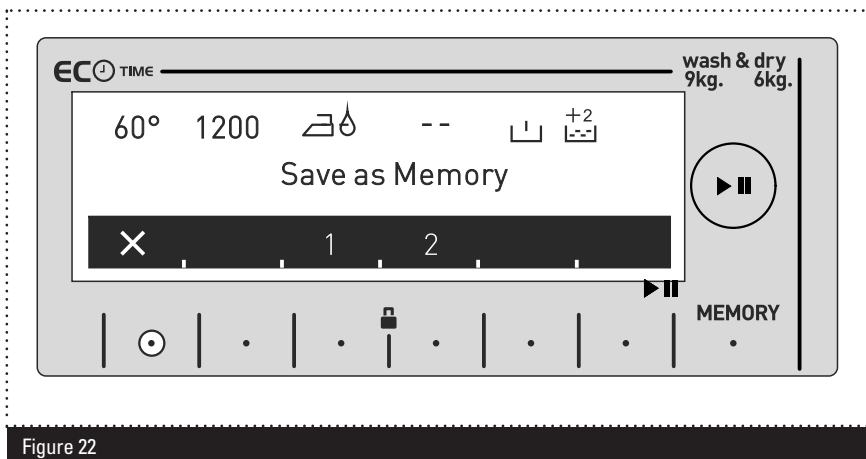 ECO TIME
wash & dry
9kg. 6kg.
60° 1200 -- +2
Save as Memory
1 2
MEMORY
Figure 22